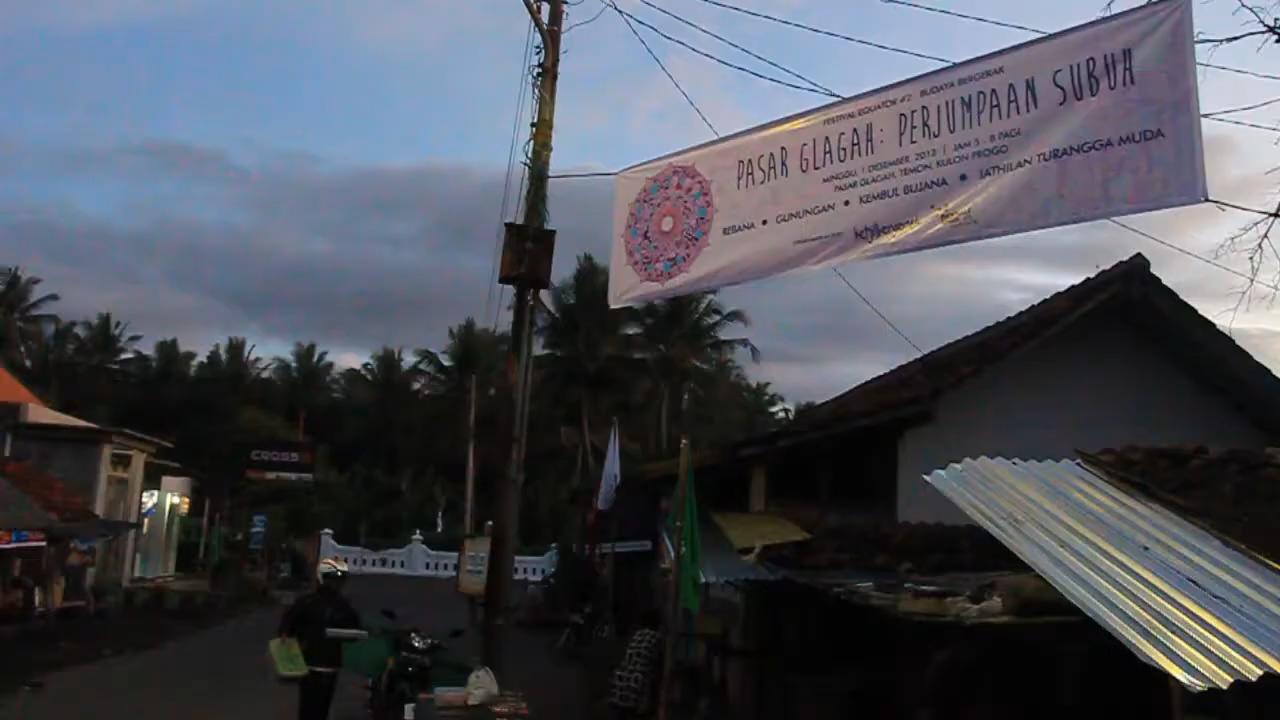 FESTIVAL EQUATOR #2 BUDAYA BERGERAK
PASAR GLAGAH: PERJUMPAAN SUBUH
MINGGU, 1 DESEMBER, 2013 | JAM 5 - 8 PAGI
PASAR GLAGAH, TEMON, KULON PROGO
REBANA • GUNUNGAN • KEMBUL BUJANA • JATHILAN TURANGGA MUDA
CROSS